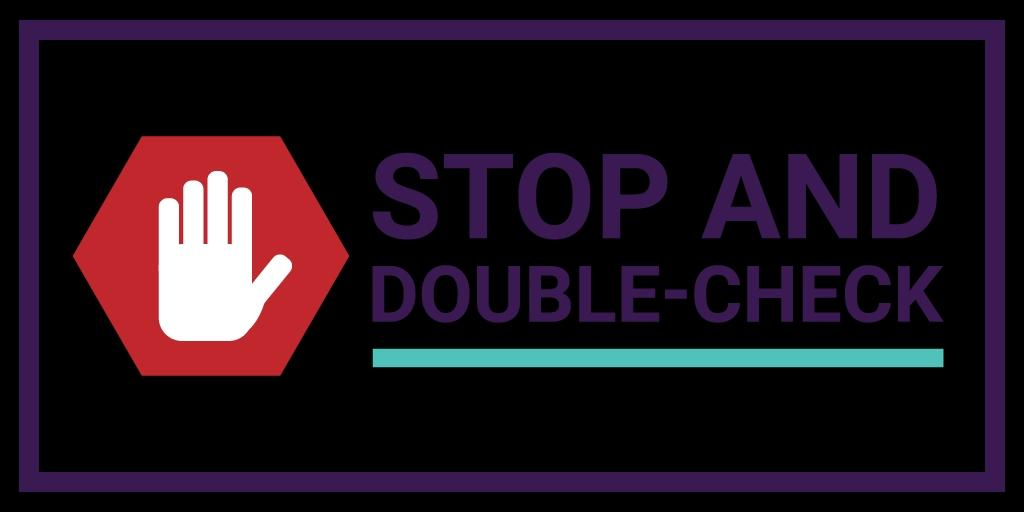 STOP AND
DOUBLE-CHECK